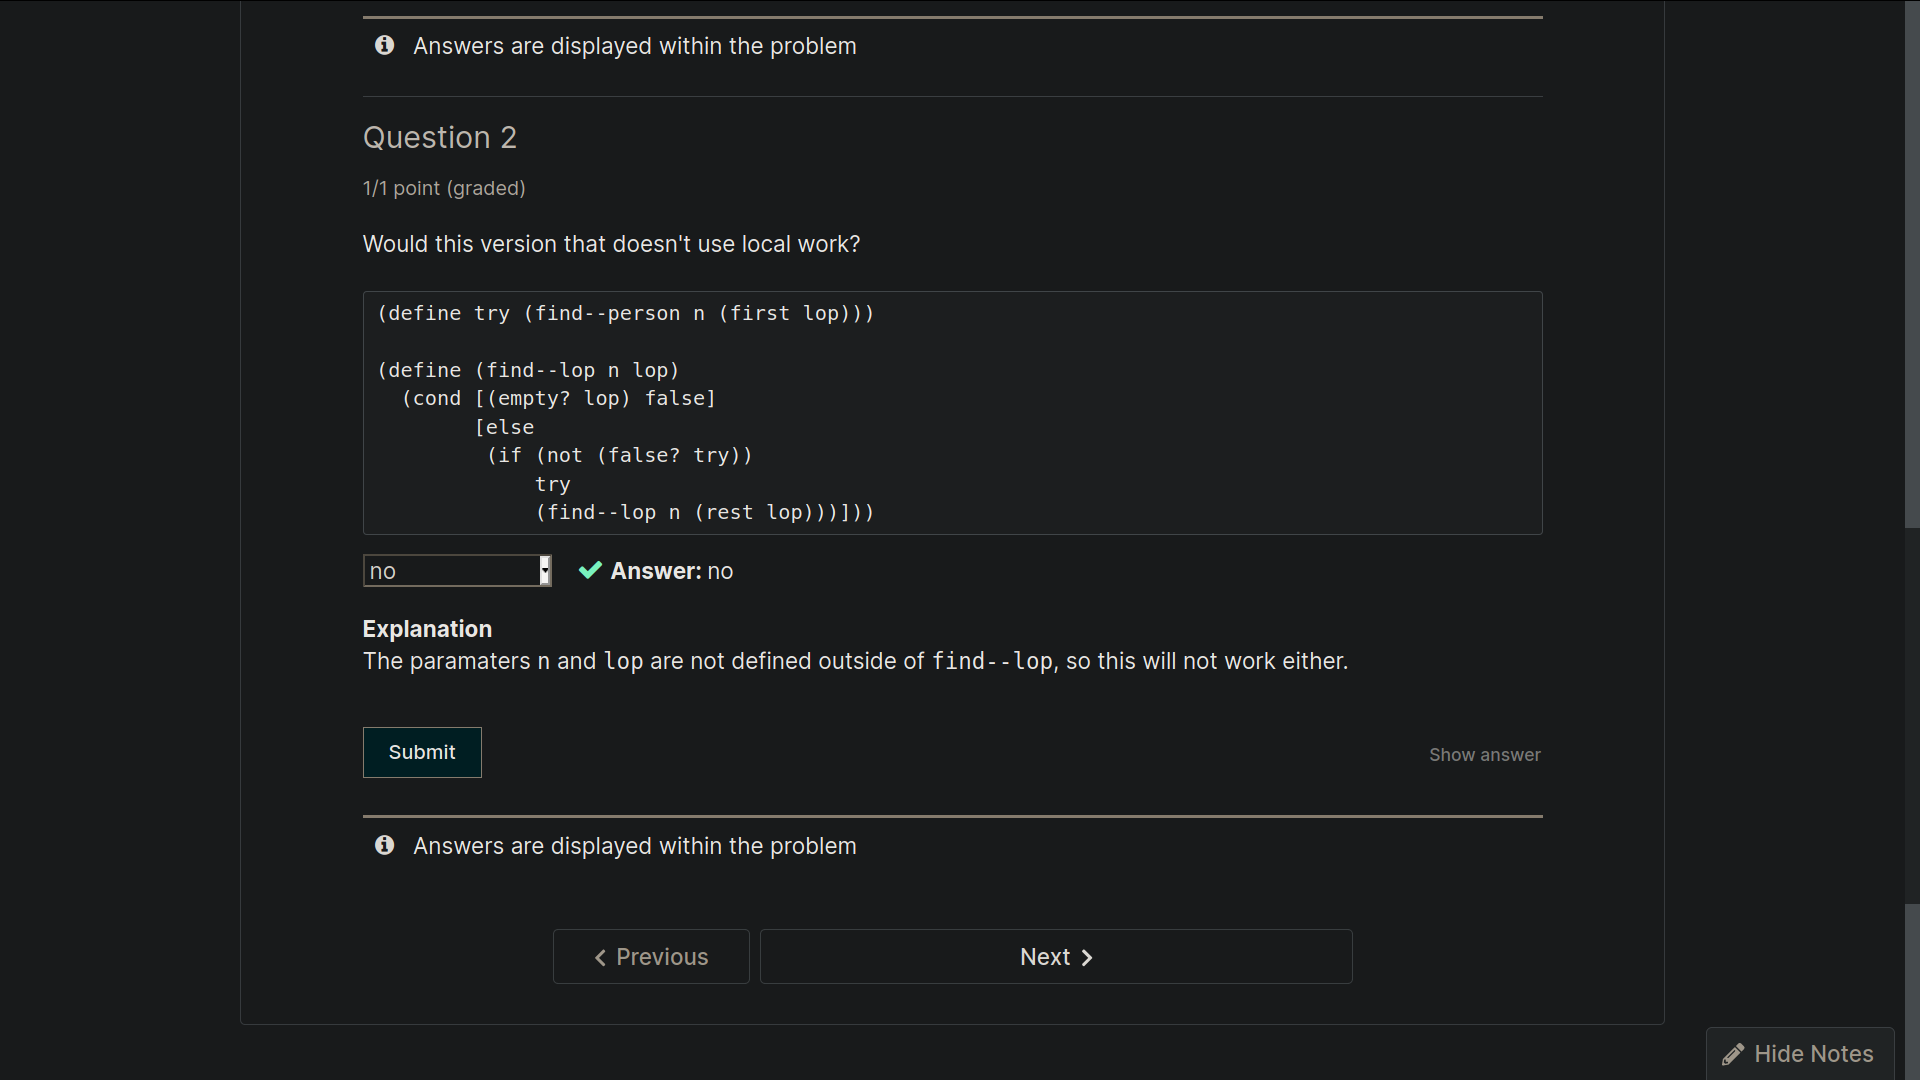 Answers are displayed within the problem
Question 2
1/1 point (graded)
Would this version that doesn't use local work?
(define try (find--person n (first lop)))
(define (find--lop n lop)
  (cond [(empty? lop) false]
        [else
         (if (not (false? try))
             try
             (find--lop n (rest lop)))]))
no
Answer: no
Explanation
The paramaters n and lop are not defined outside of find--lop, so this will not work either.
Submit
Show answer
Answers are displayed within the problem
Previous
Next
Hide Notes